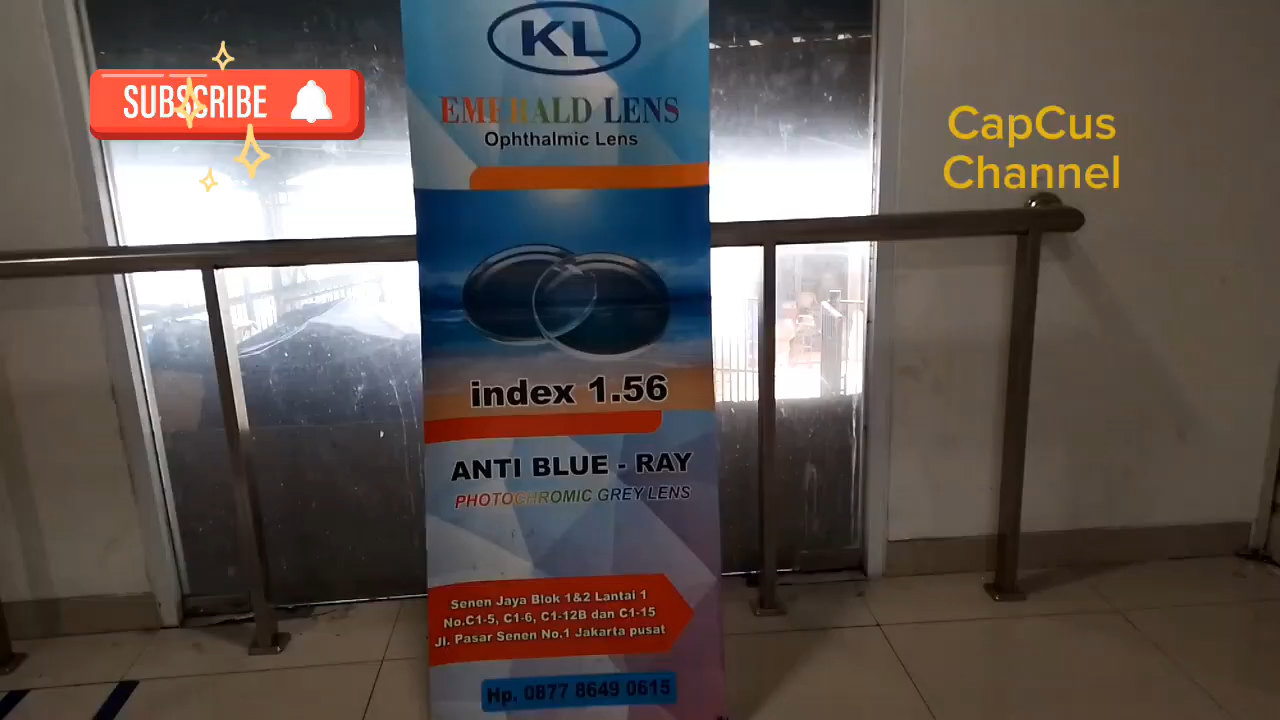 KL
EMERALD LENS
Ophthalmic Lens
SUBSCRIBE
CapCus
Channel
index 1.56
ANTI BLUE - RAY
PHOTOCHROMIC GREY LENS
Senen Jaya Blok 1&2 Lantai 1
No.C1-5, C1-6, C1-12B dan C1-15
Jl. Pasar Senen No.1 Jakarta pusat
Hp. 0877 8649 0615